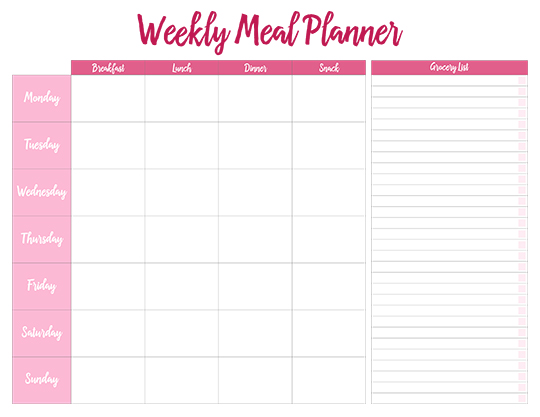 Weekly Meal Planner
Breakfast Lunch Dinner Snack Grocery List
Monday
Tuesday
Wednesday
Thursday
Friday
Saturday
Sunday